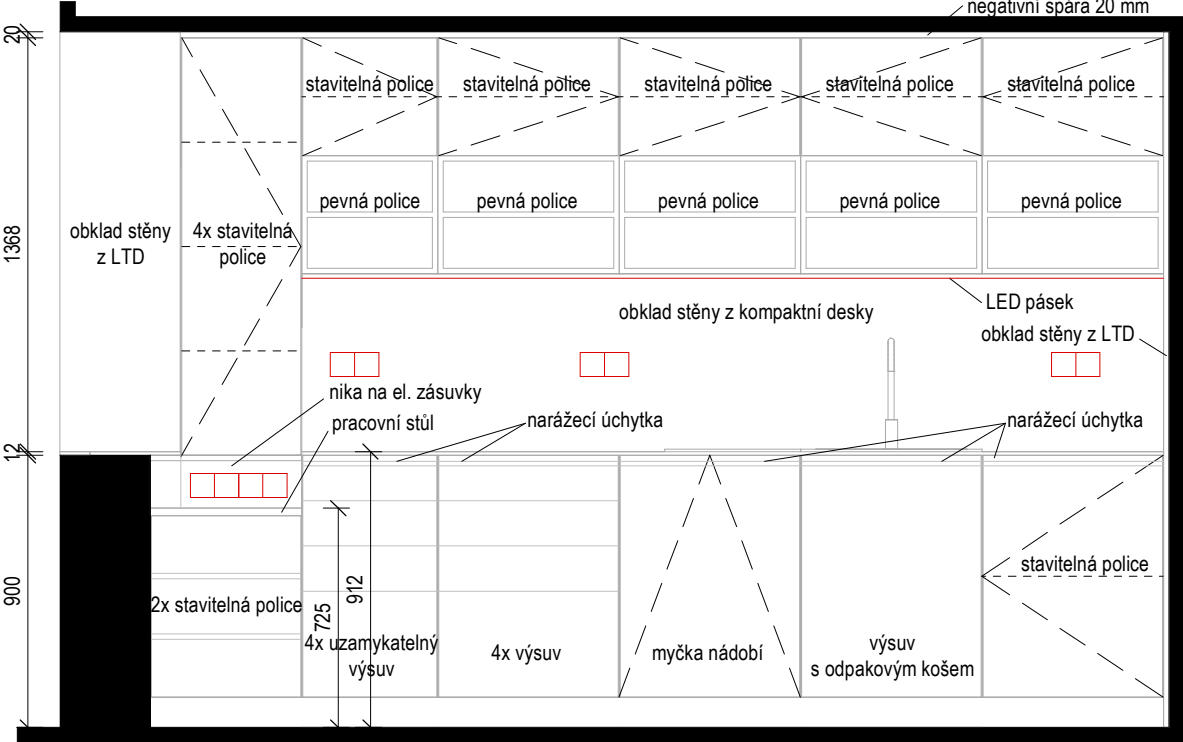 negativní spára 20 mm
20
stavitelná police
stavitelná police
stavitelná police
stavitelná police
stavitelná police
pevná police
pevná police
pevná police
pevná police
pevná police
obklad stěny
z LTD
4x stavitelná
police
1368
LED pásek
obklad stěny z kompaktní desky
obklad stěny z LTD
nika na el. zásuvky
pracovní stůl
narážecí úchytka
narážecí úchytka
12
stavitelná police
900
2x stavitelná police
725
912
4x uzamykatelný
výsuv
4x výsuv
myčka nádobí
výsuv
s odpakovým košem